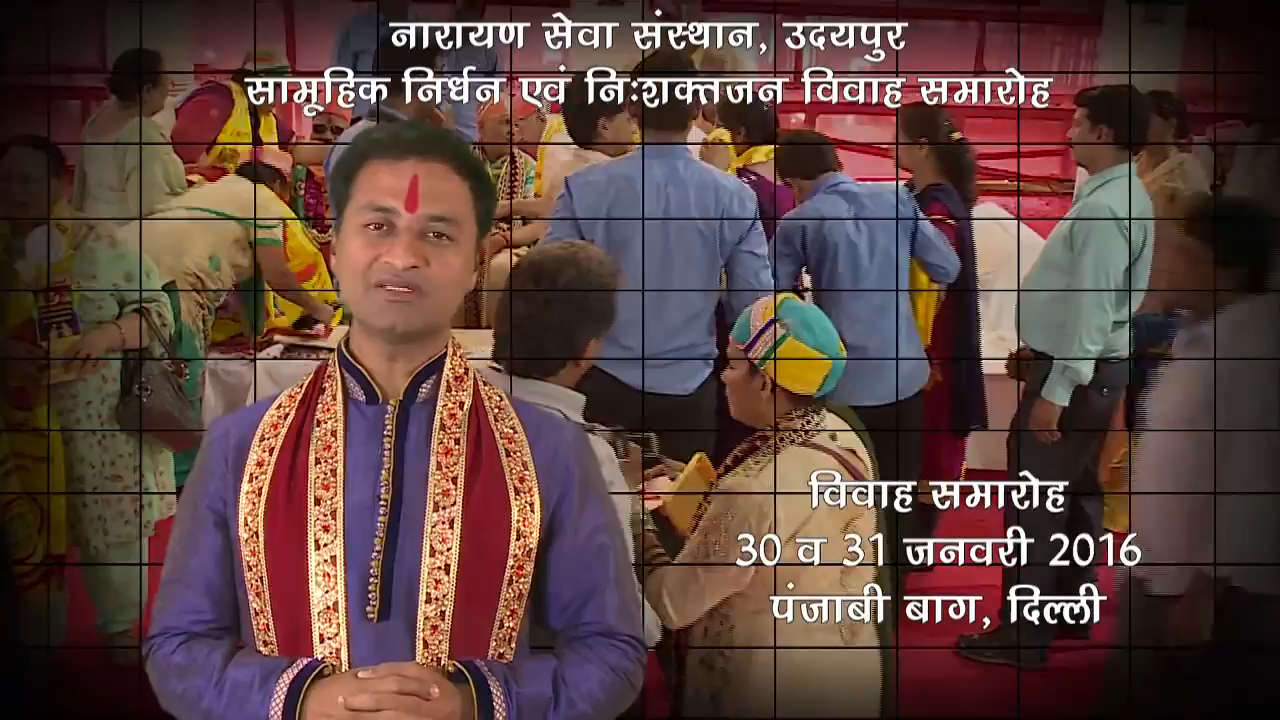 नारायण सेवा संस्थान, उदयपुर
सामूहिक निर्धन एवं निःशक्तजन विवाह समारोह
विवाह समारोह
30 व 31 जनवरी 2016
पंजाबी बाग, दिल्ली